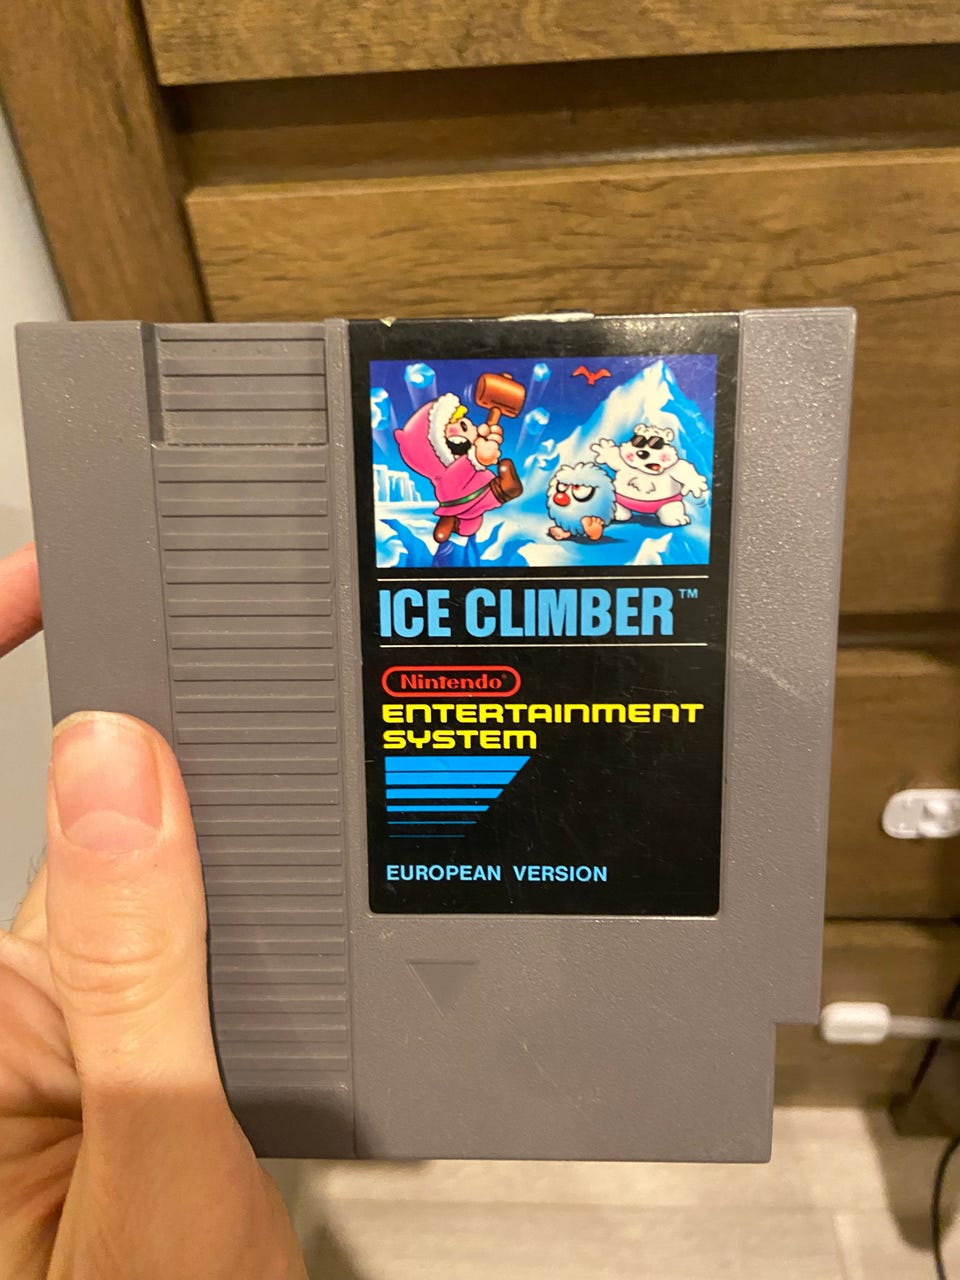 ICE CLIMBER™
Nintendo®
ENTERTAINMENT
SYSTEM
EUROPEAN VERSION